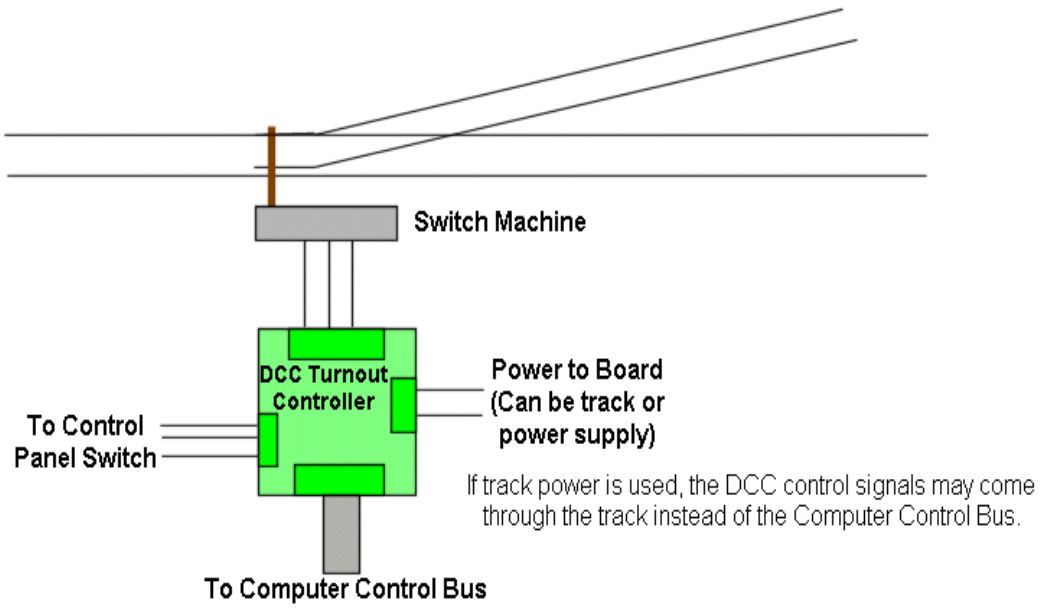 Switch Machine
DCC Turnout
Controller
Power to Board
(Can be track or
power supply)
To Control
Panel Switch
If track power is used, the DCC control signals may come
through the track instead of the Computer Control Bus.
To Computer Control Bus